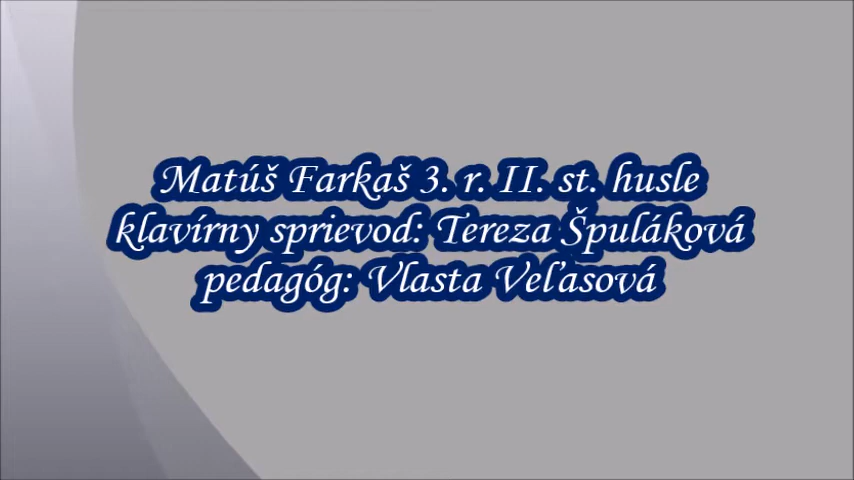 Matúš Farkaš 3. r. II. st. husle
klavírny sprievod: Tereza Špuláková
pedagóg: Vlasta Veľasová